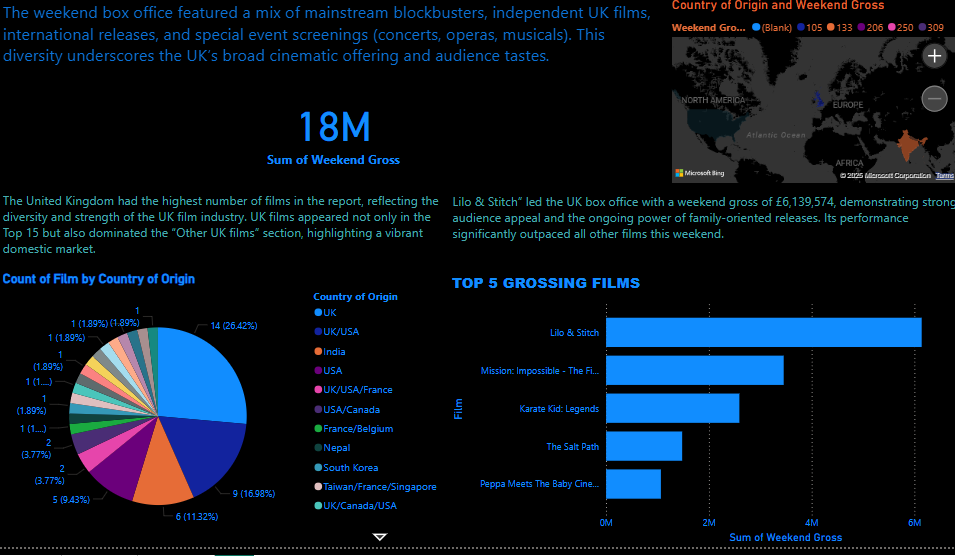 The weekend box office featured a mix of mainstream blockbusters, independent UK films,
international releases, and special event screenings (concerts, operas, musicals). This
diversity underscores the UK's broad cinematic offering and audience tastes.
18M
Sum of Weekend Gross
Country of Origin and Weekend Gross
Weekend Gro... (Blank) 105 133 206 250 309
NORTH AMERICA
EUROPE
Atlantic Ocean
AFRICA
Microsoft Bing
© 2025 Microsoft Corporation Terms
The United Kingdom had the highest number of films in the report, reflecting the
diversity and strength of the UK film industry. UK films appeared not only in the
Top 15 but also dominated the "Other UK films" section, highlighting a vibrant
domestic market.
Lilo & Stitch" led the UK box office with a weekend gross of £6,139,574, demonstrating strong
audience appeal and the ongoing power of family-oriented releases. Its performance
significantly outpaced all other films this weekend.
Count of Film by Country of Origin
14 (26.42%)
9 (16.98%)
6 (11.32%)
5 (9.43%)
2
(3.77%)
2
(3.77%)
1 (1....)
1
(1.89%)
1 (1....)
1
(1.89%)
1 (1.89%)
1 (1.89%)
(1.89%)
1
Country of Origin
UK
UK/USA
India
USA
UK/USA/France
USA/Canada
France/Belgium
Nepal
South Korea
Taiwan/France/Singapore
UK/Canada/USA
TOP 5 GROSSING FILMS
Film
Lilo & Stitch
Mission: Impossible - The Fi...
Karate Kid: Legends
The Salt Path
Peppa Meets The Baby Cine...
0M
2M
4M
6M
Sum of Weekend Gross